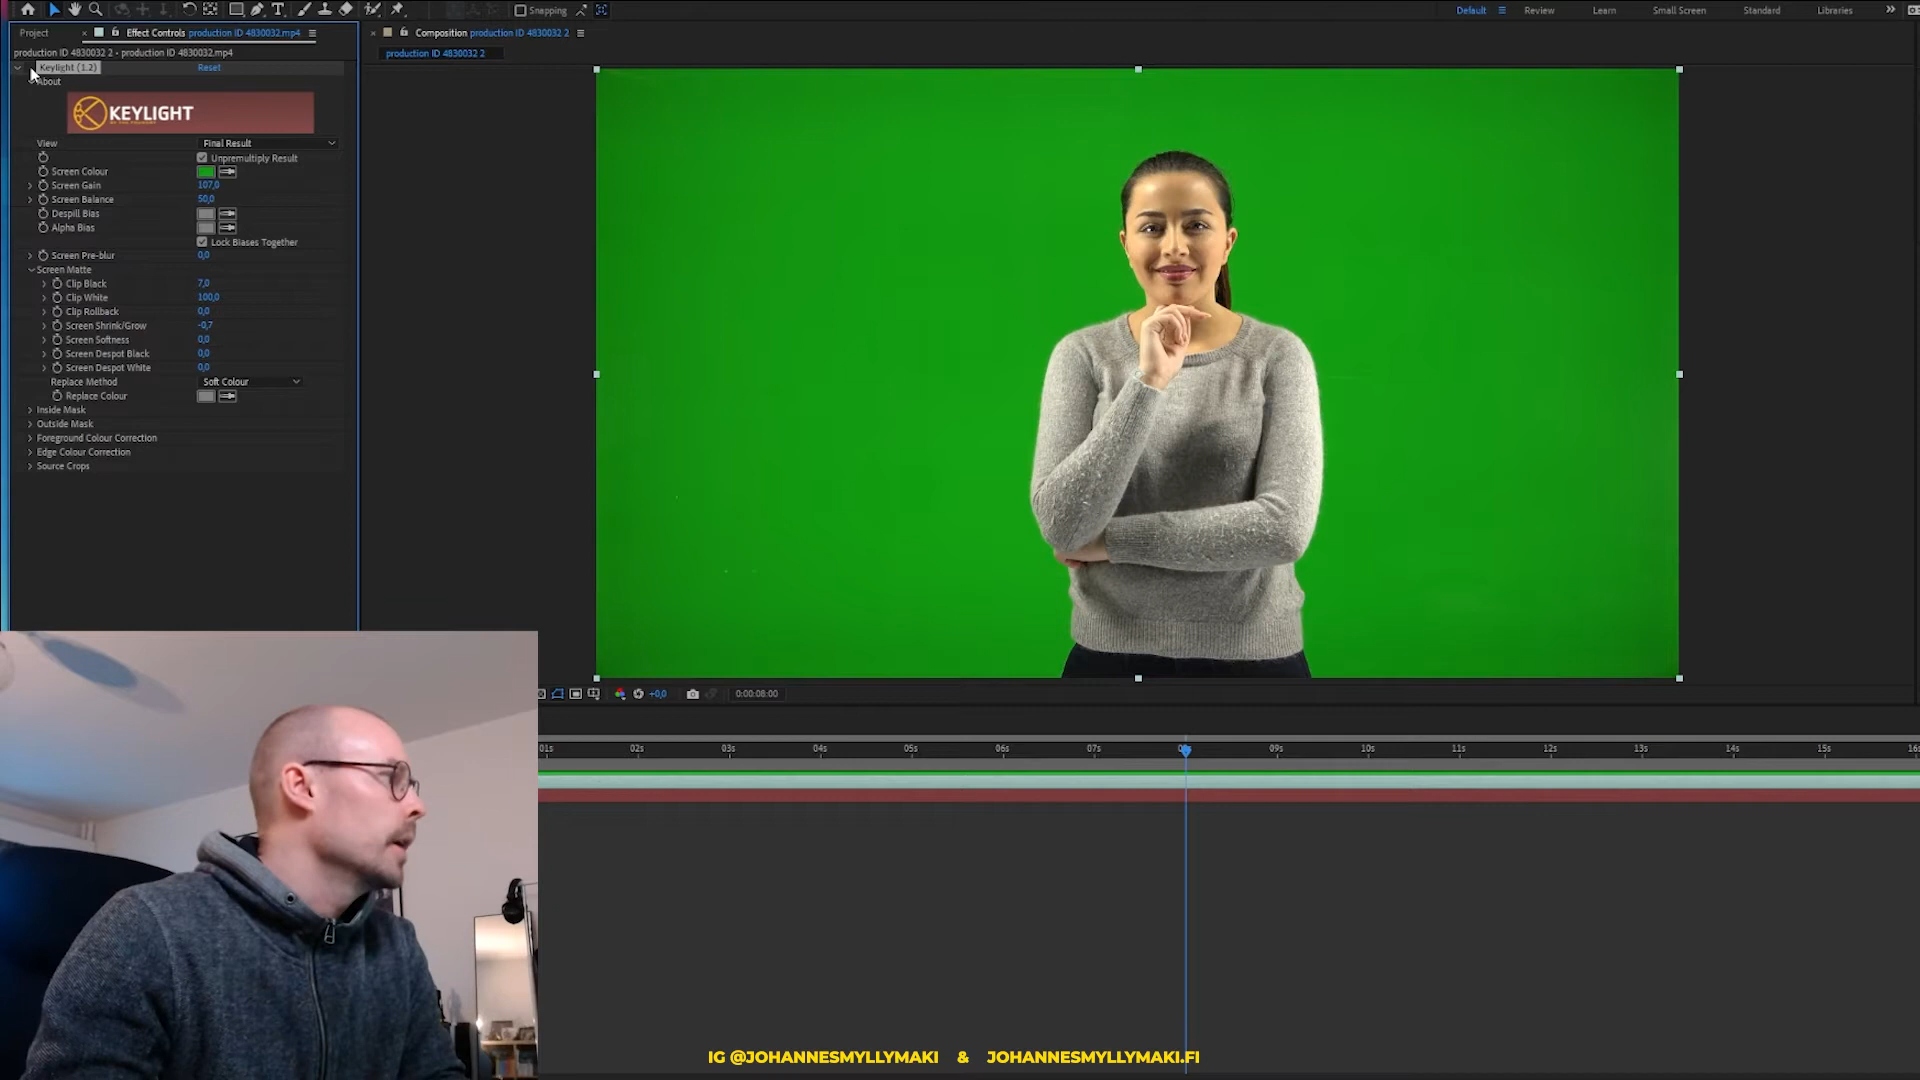 Snapping
Default
Review
Learn
Small Screen
Standard
Libraries
Project
Effect Controls production ID 4830032.mp4
Composition production ID 4830032 2
production ID 4830032 2 • production ID 4830032.mp4
production ID 4830032 2
Keylight (1.2)
Reset
About
KEYLIGHT
View
Final Result
Unpremultiply Result
Screen Colour
Screen Gain
107,0
Screen Balance
50,0
Despill Bias
Alpha Bias
Lock Biases Together
Screen Pre-blur
0,0
Screen Matte
Clip Black
7,0
Clip White
100,0
Clip Rollback
0,0
Screen Shrink/Grow
-0,7
Screen Softness
0,0
Screen Despot Black
0,0
Screen Despot White
0,0
Replace Method
Soft Colour
Replace Colour
Inside Mask
Outside Mask
Foreground Colour Correction
Edge Colour Correction
Source Crops
+0,0
0:00:08:00
01s 02s 03s 04s 05s 06s 07s 09s 10s 11s 12s 13s 14s 15s 16s
IG @JOHANNESMYLLYMAKI & JOHANNESMYLLYMAKI.FI